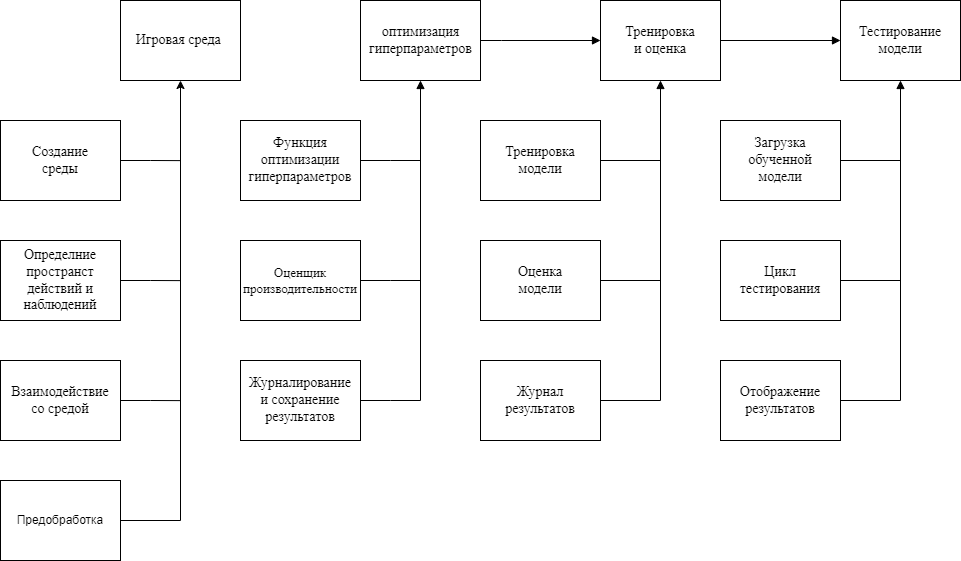 Игровая среда
оптимизация
гиперпараметров
Тренировка
и оценка
Тестирование
модели
Создание
среды
Функция
оптимизации
гиперпараметров
Тренировка
модели
Загрузка
обученной
модели
Определние
пространст
действий и
наблюдений
Оценщик
производительности
Оценка
модели
Цикл
тестирования
Взаимодействие
со средой
Журналирование
и сохранение
результатов
Журнал
результатов
Отображение
результатов
Предобработка